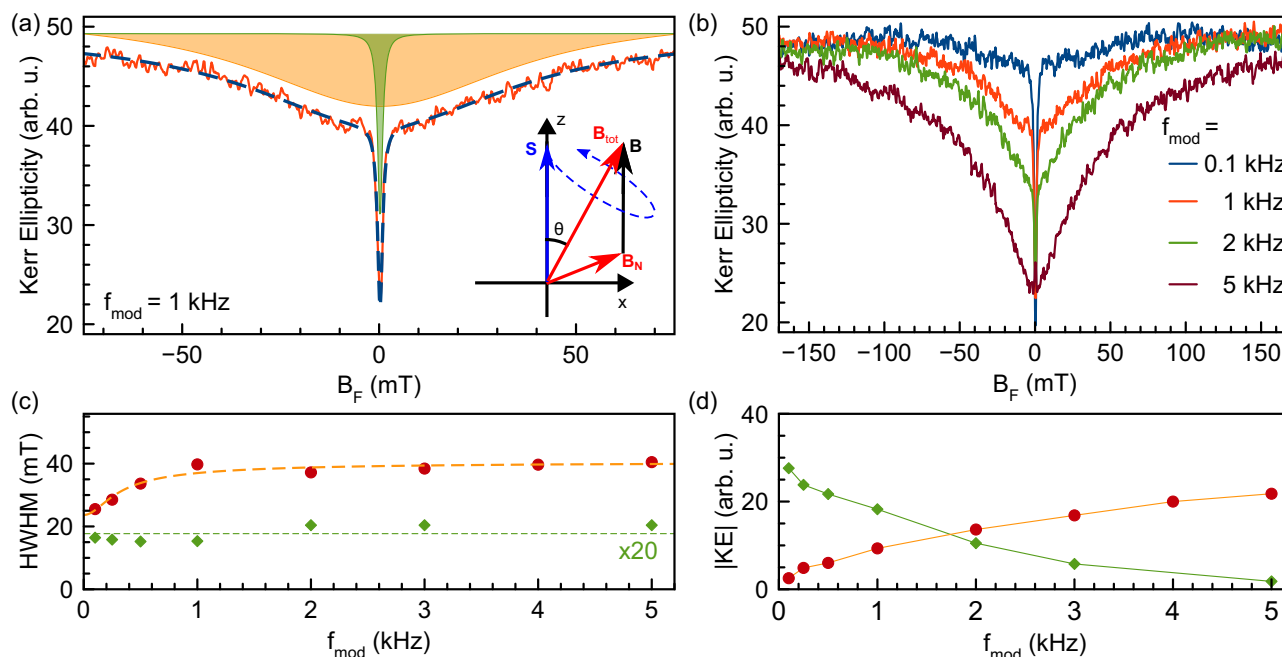 (a)
50
40
30
20
Kerr Ellipticity (arb. u.)
f_mod = 1 kHz
z
S
B_tot
B
θ
B_N
x
−50
0
50
B_F (mT)
(b)
50
40
30
20
Kerr Ellipticity (arb. u.)
f_mod =
0.1 kHz
1 kHz
2 kHz
5 kHz
−150
−100
−50
0
50
100
150
B_F (mT)
(c)
HWHM (mT)
40
20
0
x20
0
1
2
3
4
5
f_mod (kHz)
(d)
|KE| (arb. u.)
40
20
0
0
1
2
3
4
5
f_mod (kHz)